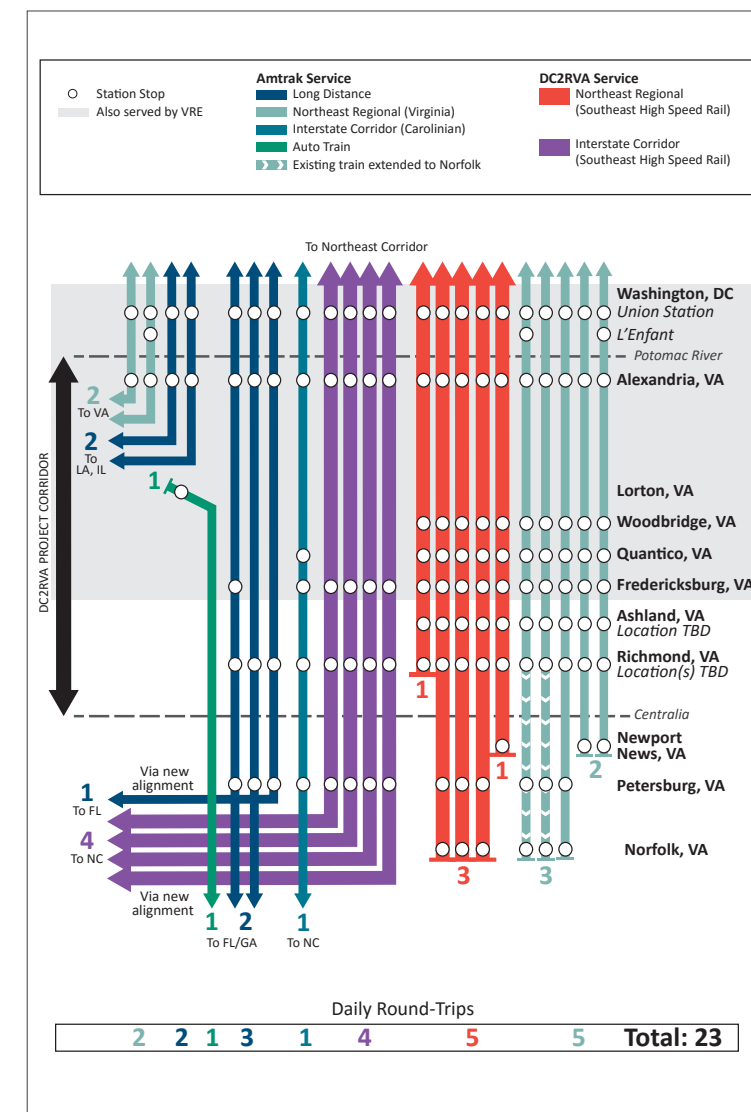 Station Stop
Also served by VRE
Amtrak Service
Long Distance
Northeast Regional (Virginia)
Interstate Corridor (Carolinian)
Auto Train
Existing train extended to Norfolk
DC2RVA Service
Northeast Regional
(Southeast High Speed Rail)
Interstate Corridor
(Southeast High Speed Rail)
To Northeast Corridor
Washington, DC
Union Station
L'Enfant
Potomac River
Alexandria, VA
2
To VA
2
To
LA, IL
1
Lorton, VA
DC2RVA PROJECT CORRIDOR
Woodbridge, VA
Quantico, VA
Fredericksburg, VA
Ashland, VA
Location TBD
Richmond, VA
Location(s) TBD
1
Centralia
Newport
News, VA
1
2
Via new
alignment
Petersburg, VA
1
To FL
4
To NC
Norfolk, VA
3
3
Via new
alignment
1
2
1
To FL/GA
To NC
Daily Round-Trips
2 2 1 3 1 4 5 5 Total: 23